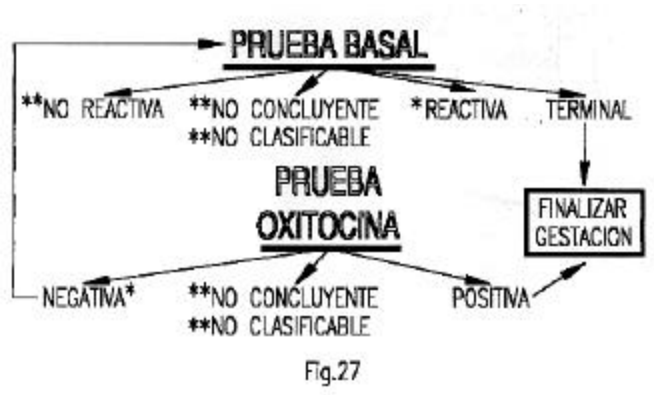 PRUEBA BASAL
**NO REACTIVA
**NO CONCLUYENTE
**NO CLASIFICABLE
*REACTIVA
TERMINAL
PRUEBA
OXITOCINA
FINALIZAR
GESTACION
NEGATIVA*
**NO CONCLUYENTE
**NO CLASIFICABLE
POSITIVA
Fig.27